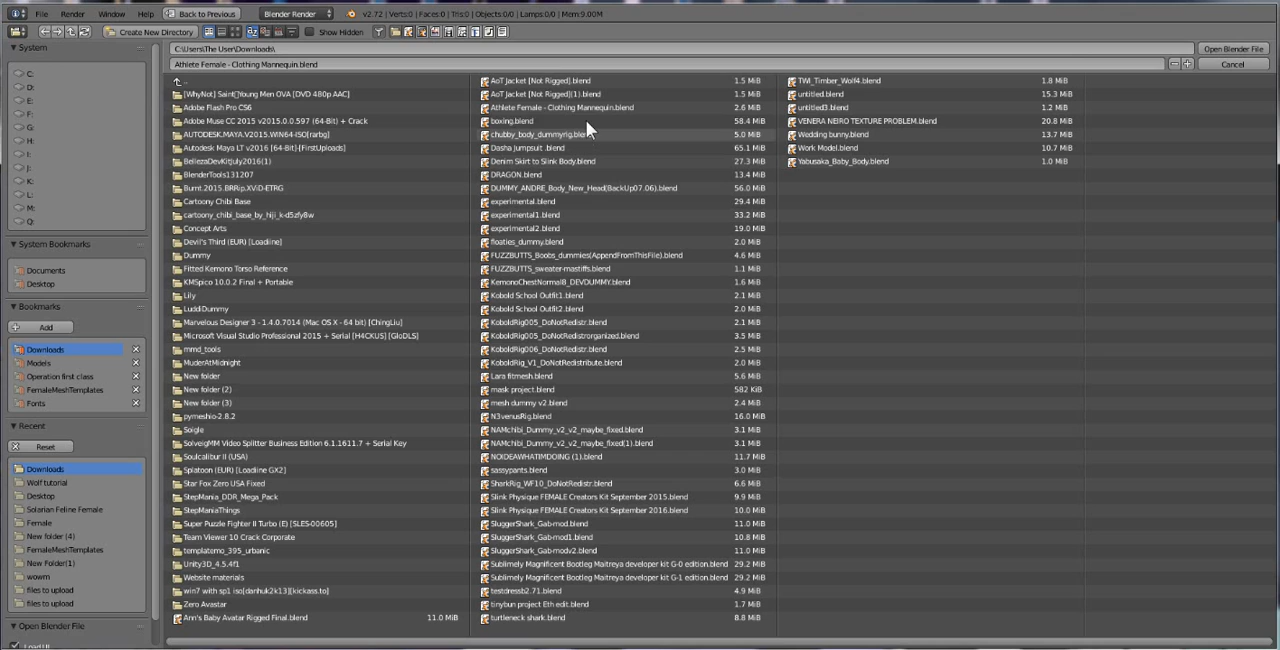 File Render Window Help Back to Previous Blender Render v2.72 | Verts:0 | Faces:0 | Tris:0 | Objects:0/0 | Lamps:0/0 | Mem:9.00M
Create New Directory Show Hidden
System
C:
D:
E:
F:
G:
H:
I:
J:
K:
L:
M:
Q:
System Bookmarks
Documents
Desktop
Bookmarks
Add
Downloads
Models
Operation first class
FemaleMeshTemplates
Fonts
Recent
Reset
Downloads
Wolf tutorial
Desktop
Solarian Feline Female
Female
New folder (4)
FemaleMeshTemplates
New Folder(1)
wowm
files to upload
files to upload
Open Blender File
Load UI
C:\Users\The User\Downloads\ Open Blender File
Athlete Female - Clothing Mannequin.blend Cancel
..
[WhyNot] Saint Young Men OVA [DVD 480p AAC]
Adobe Flash Pro CS6
Adobe Muse CC 2015 v2015.0.0.597 (64-Bit) + Crack
AUTODESK.MAYA.V2015.WIN64-ISO[rarbg]
Autodesk Maya LT v2016 [64-Bit]-[FirstUploads]
BellezaDevKitJuly2016(1)
BlenderTools131207
Burnt.2015.BRRip.XViD-ETRG
Cartoony Chibi Base
cartoony_chibi_base_by_hiji_k-d5zfy8w
Concept Arts
Devil's Third (EUR) [Loadiine]
Dummy
Fitted Kemono Torso Reference
KMSpico 10.0.2 Final + Portable
Lily
LuddiDummy
Marvelous Designer 3 - 1.4.0.7014 (Mac OS X - 64 bit) [ChingLiu]
Microsoft Visual Studio Professional 2015 + Serial [H4CKUS] [GloDLS]
mmd_tools
MuderAtMidnight
New folder
New folder (2)
New folder (3)
pymeshio-2.8.2
Soigle
SolveigMM Video Splitter Business Edition 6.1.1611.7 + Serial Key
Soulcalibur II (USA)
Splatoon (EUR) [Loadiine GX2]
Star Fox Zero USA Fixed
StepMania_DDR_Mega_Pack
StepManiaThings
Super Puzzle Fighter II Turbo (E) [SLES-00605]
Team Viewer 10 Crack Corporate
templatemo_395_urbanic
Unity3D_4.5.4f1
Website materials
win7 with sp1 iso[danhuk2k13][kickass.to]
Zero Avastar
Ann's Baby Avatar Rigged Final.blend 11.0 MiB
AoT Jacket [Not Rigged].blend 1.5 MiB
AoT Jacket [Not Rigged](1).blend 1.5 MiB
Athlete Female - Clothing Mannequin.blend 2.6 MiB
boxing.blend 58.4 MiB
chubby_body_dummyrig.blend 5.0 MiB
Dasha Jumpsuit .blend 65.1 MiB
Denim Skirt to Slink Body.blend 27.3 MiB
DRAGON.blend 13.4 MiB
DUMMY_ANDRE_Body_New_Head(BackUp07.06).blend 56.0 MiB
experimental.blend 29.4 MiB
experimental1.blend 33.2 MiB
experimental2.blend 19.0 MiB
floaties_dummy.blend 2.0 MiB
FUZZBUTTS_Boobs_dummies(AppendFromThisFile).blend 4.6 MiB
FUZZBUTTS_sweater-mastiffs.blend 1.1 MiB
KemonoChestNormal8_DEVDUMMY.blend 1.6 MiB
Kobold School Outfit1.blend 2.1 MiB
Kobold School Outfit2.blend 2.0 MiB
KoboldRig005_DoNotRedistr.blend 2.1 MiB
KoboldRig005_DoNotRedistrorganized.blend 3.5 MiB
KoboldRig006_DoNotRedistr.blend 2.5 MiB
KoboldRig_V1_DoNotRedistribute.blend 2.0 MiB
Lara fitmesh.blend 5.6 MiB
mask project.blend 582 KiB
mesh dummy v2.blend 2.4 MiB
N3venusRig.blend 16.0 MiB
NAMchibi_Dummy_v2_v2_maybe_fixed.blend 3.1 MiB
NAMchibi_Dummy_v2_v2_maybe_fixed(1).blend 3.1 MiB
NOIDEAWHATIMDOING (1).blend 11.7 MiB
sassypants.blend 3.0 MiB
SharkRig_WF10_DoNotRedistr.blend 6.6 MiB
Slink Physique FEMALE Creators Kit September 2015.blend 9.9 MiB
Slink Physique FEMALE Creators Kit September 2016.blend 10.0 MiB
SluggerShark_Gab-mod.blend 11.0 MiB
SluggerShark_Gab-mod1.blend 10.8 MiB
SluggerShark_Gab-modv2.blend 11.0 MiB
Sublimely Magnificent Bootleg Maitreya developer kit G-0 edition.blend 29.2 MiB
Sublimely Magnificent Bootleg Maitreya developer kit G-1 edition.blend 29.2 MiB
testdressb2.71.blend 4.9 MiB
tinybun project Eth edit.blend 1.7 MiB
turtleneck shark.blend 8.8 MiB
TWI_Timber_Wolf4.blend 1.8 MiB
untitled.blend 15.3 MiB
untitled3.blend 1.2 MiB
VENERA NEIRO TEXTURE PROBLEM.blend 20.8 MiB
Wedding bunny.blend 13.7 MiB
Work Model.blend 10.7 MiB
Yabusaka_Baby_Body.blend 1.0 MiB